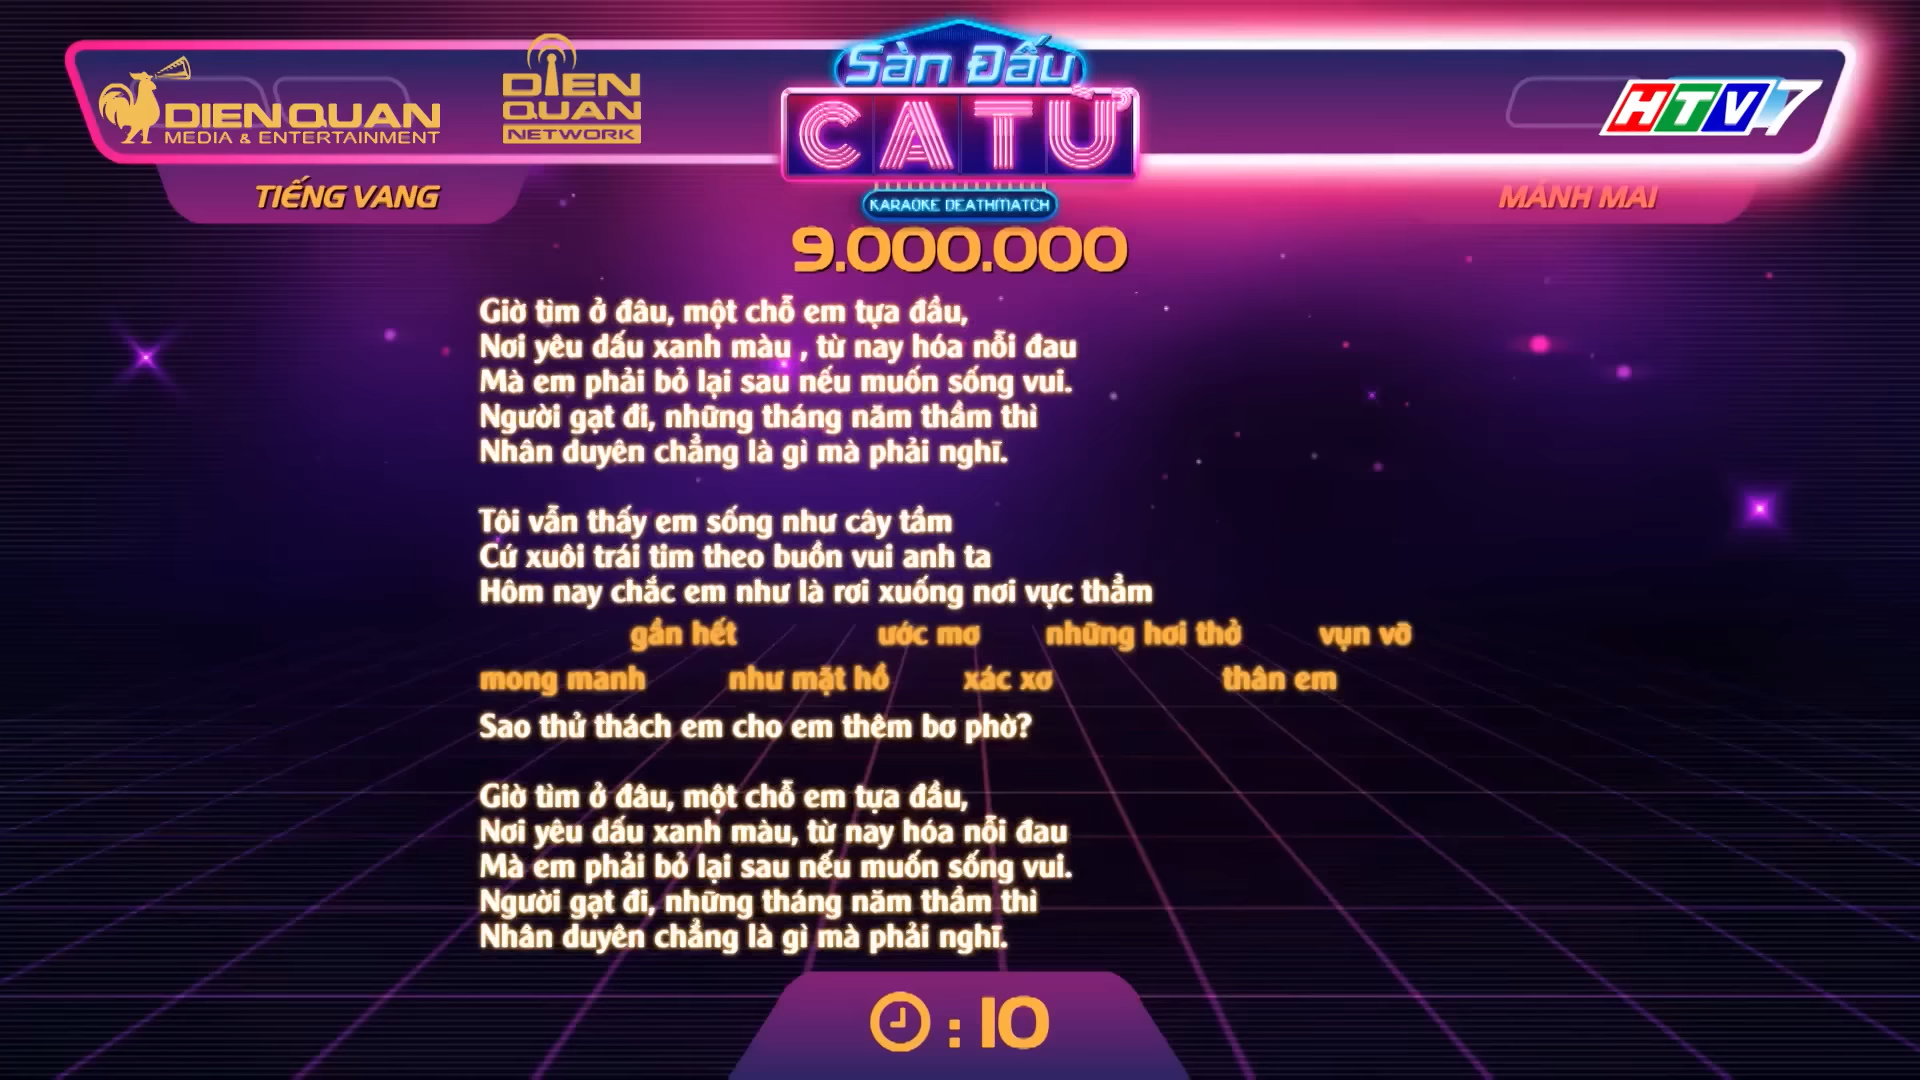 DIEN QUAN
MEDIA & ENTERTAINMENT
DIEN
QUAN
NETWORK
Sàn Đấu
CA TỪ
KARAOKE DEATHMATCH
HTV7
TIẾNG VANG
MẢNH MAI
9.000.000
Giờ tìm ở đâu, một chỗ em tựa đầu,
Nơi yêu dấu xanh màu , từ nay hóa nỗi đau
Mà em phải bỏ lại sau nếu muốn sống vui.
Người gạt đi, những tháng năm thầm thì
Nhân duyên chẳng là gì mà phải nghĩ.
Tôi vẫn thấy em sống như cây tầm
Cứ xuôi trái tim theo buồn vui anh ta
Hôm nay chắc em như là rơi xuống nơi vực thẳm
gần hết ước mơ những hơi thở vụn vỡ
mong manh như mặt hồ xác xơ thân em
Sao thử thách em cho em thêm bơ phờ?
Giờ tìm ở đâu, một chỗ em tựa đầu,
Nơi yêu dấu xanh màu, từ nay hóa nỗi đau
Mà em phải bỏ lại sau nếu muốn sống vui.
Người gạt đi, những tháng năm thầm thì
Nhân duyên chẳng là gì mà phải nghĩ.
: 10